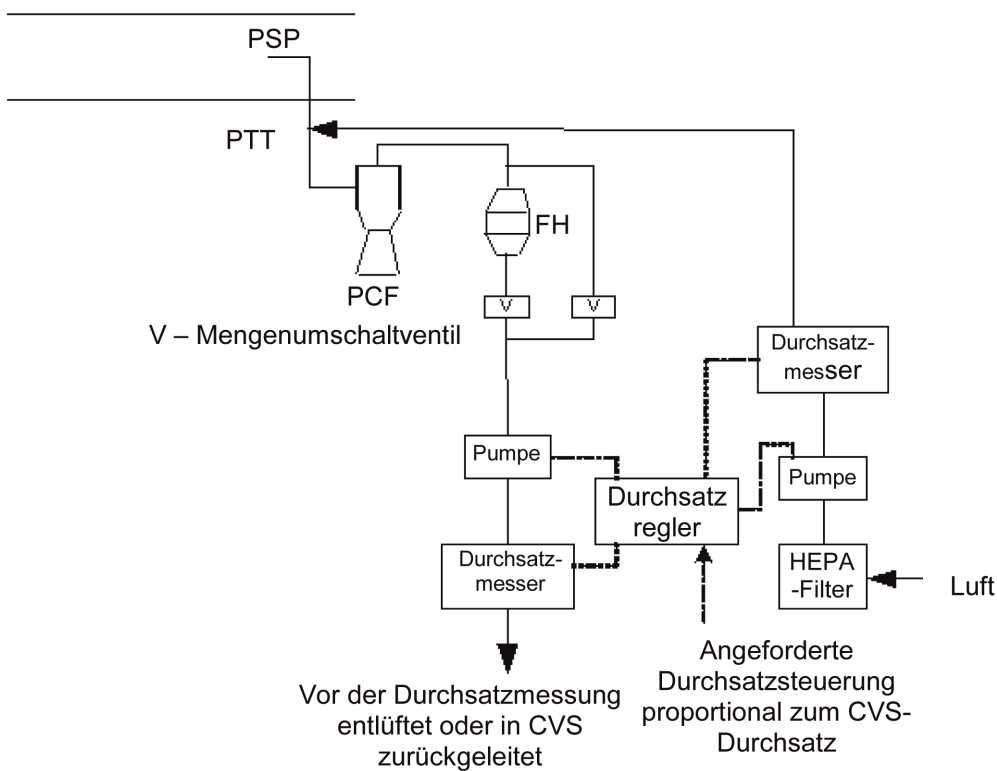 PSP
PTT
FH
PCF
V
V
V – Mengenumschaltventil
Durchsatz-
messer
Pumpe
Pumpe
Durchsatz
regler
Durchsatz-
messer
HEPA
-Filter
Luft
Angeforderte
Durchsatzsteuerung
proportional zum CVS-
Durchsatz
Vor der Durchsatzmessung
entlüftet oder in CVS
zurückgeleitet